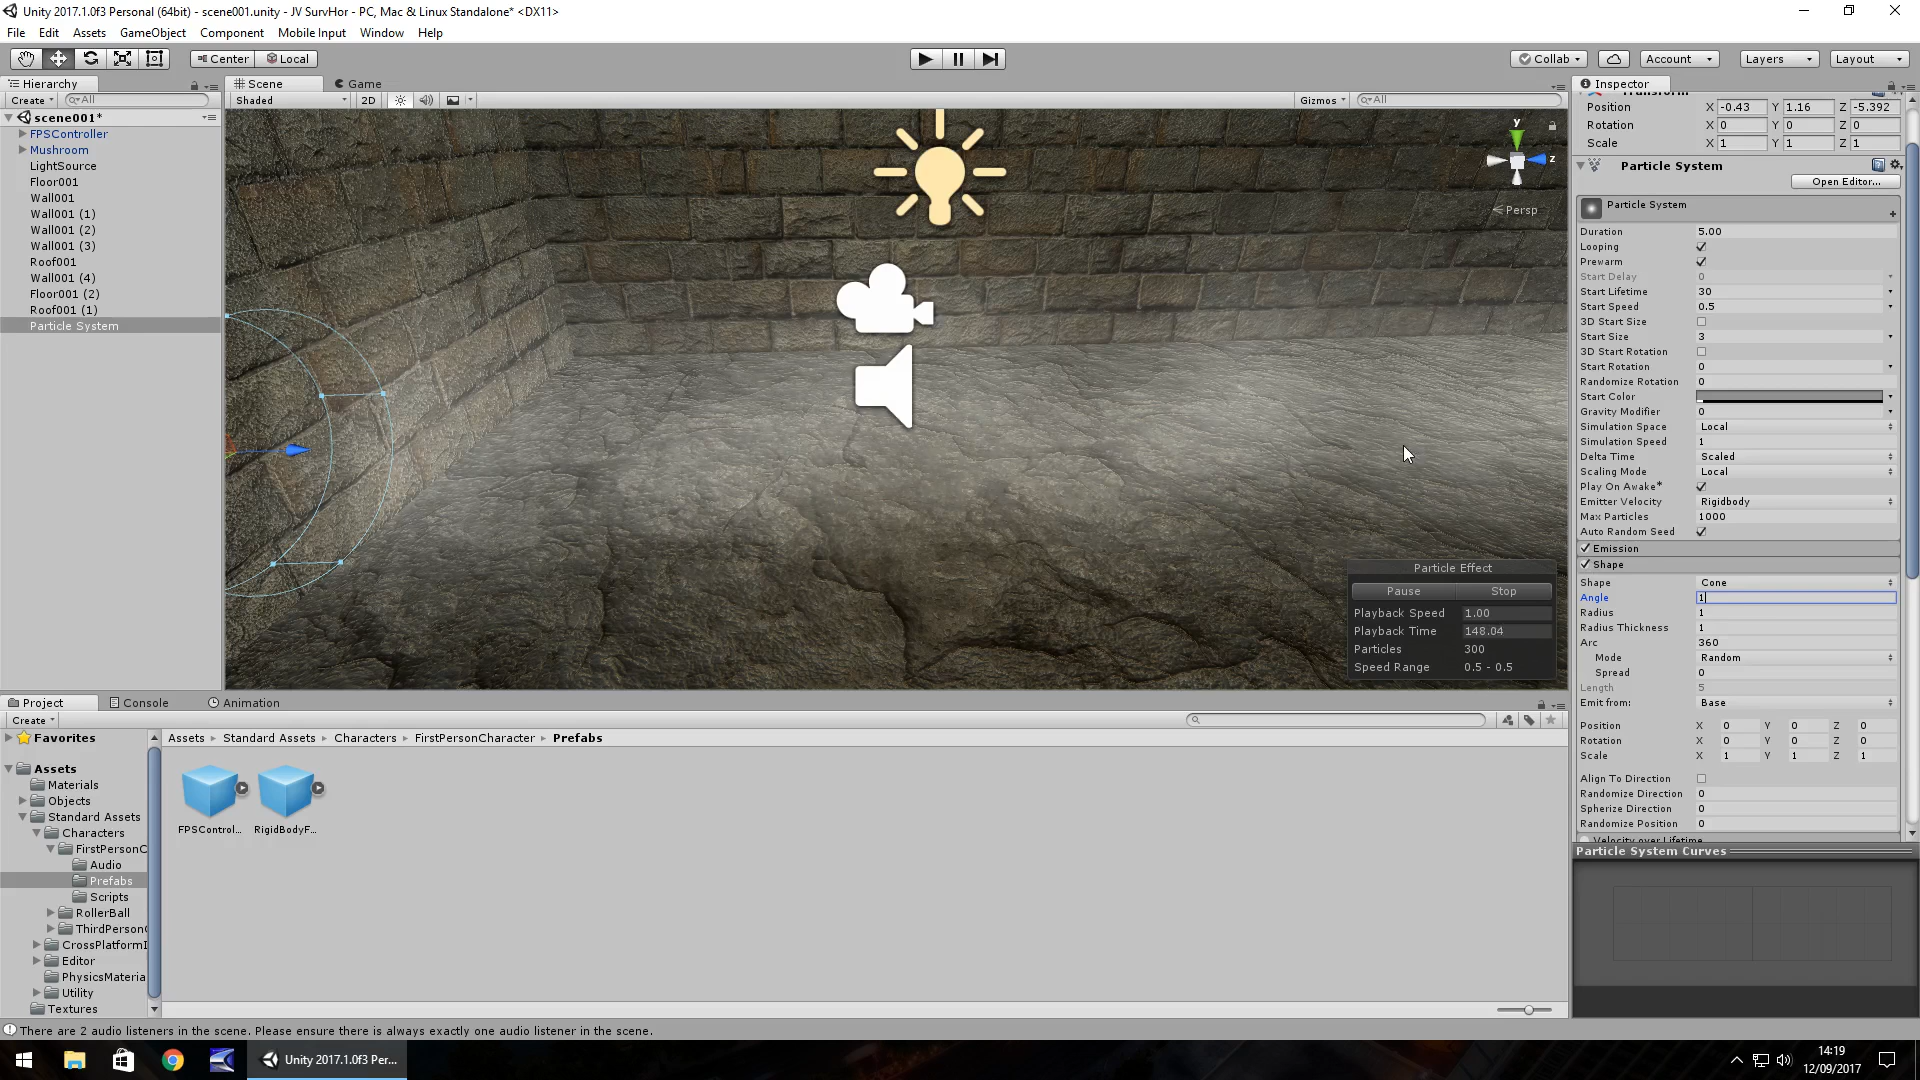 Unity 2017.1.0f3 Personal (64bit) - scene001.unity - JV SurvHor - PC, Mac & Linux Standalone* <DX11>
File Edit Assets GameObject Component Mobile Input Window Help
Center Local Collab Account Layers Layout
Hierarchy Scene Game Inspector
Create All Shaded 2D Gizmos All
scene001*
FPSController
Mushroom
LightSource
Floor001
Wall001
Wall001 (1)
Wall001 (2)
Wall001 (3)
Roof001
Wall001 (4)
Floor001 (2)
Roof001 (1)
Particle System
y
z
Persp
Particle Effect
Pause Stop
Playback Speed 1.00
Playback Time 148.04
Particles 300
Speed Range 0.5 - 0.5
Position X -0.43 Y 1.16 Z -5.392
Rotation X 0 Y 0 Z 0
Scale X 1 Y 1 Z 1
Particle System
Open Editor...
Particle System
Duration 5.00
Looping
Prewarm
Start Delay 0
Start Lifetime 30
Start Speed 0.5
3D Start Size
Start Size 3
3D Start Rotation
Start Rotation 0
Randomize Rotation 0
Start Color
Gravity Modifier 0
Simulation Space Local
Simulation Speed 1
Delta Time Scaled
Scaling Mode Local
Play On Awake*
Emitter Velocity Rigidbody
Max Particles 1000
Auto Random Seed
Emission
Shape
Shape Cone
Angle 1
Radius 1
Radius Thickness 1
Arc 360
Mode Random
Spread 0
Length 5
Emit from: Base
Position X 0 Y 0 Z 0
Rotation X 0 Y 0 Z 0
Scale X 1 Y 1 Z 1
Align To Direction
Randomize Direction 0
Spherize Direction 0
Randomize Position 0
Velocity over Lifetime
Particle System Curves
Project Console Animation
Create
Favorites
Assets
Materials
Objects
Standard Assets
Characters
FirstPersonC
Audio
Prefabs
Scripts
RollerBall
ThirdPerson
CrossPlatformI
Editor
PhysicsMateria
Utility
Textures
Assets Standard Assets Characters FirstPersonCharacter Prefabs
FPSControl... RigidBodyF...
There are 2 audio listeners in the scene. Please ensure there is always exactly one audio listener in the scene.
Unity 2017.1.0f3 Per...
14:19
12/09/2017